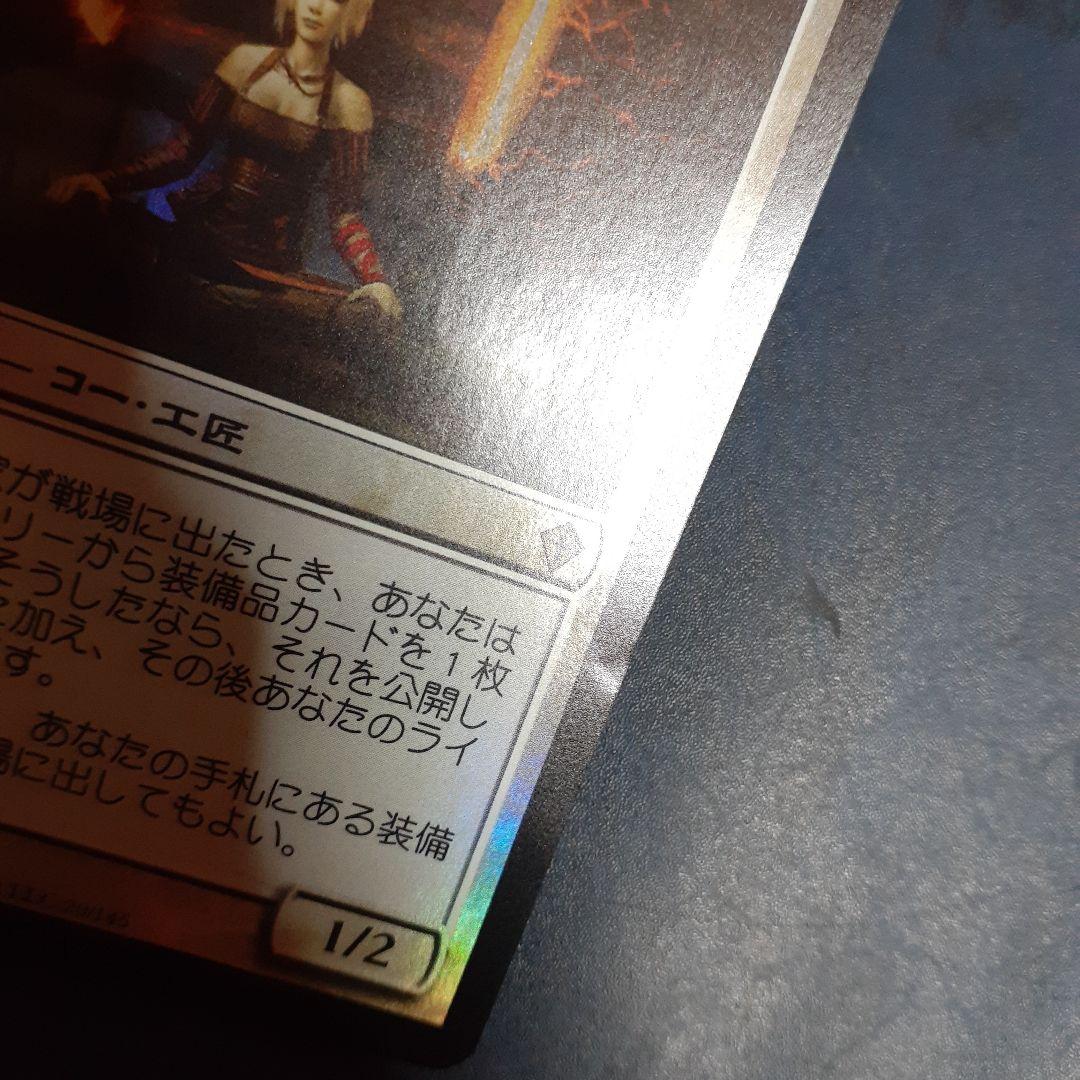 ー コー・工匠
が戦場に出たとき、あなたは
リーから装備品カードを1枚
そうしたなら、それを公開し
加え、その後あなたのライ
す。
あなたの手札にある装備
場に出してもよい。
20/145
1/2